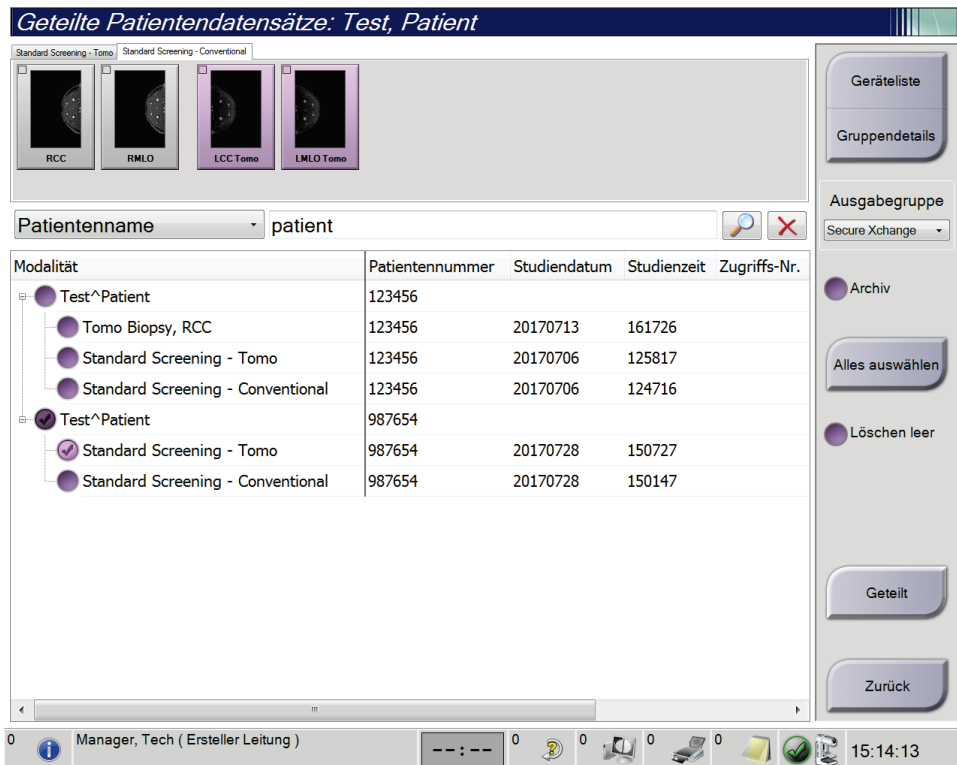 Geteilte Patientendatensätze: Test, Patient
Standard Screening - Tomo Standard Screening - Conventional
RCC RMLO LCC Tomo LMLO Tomo
Geräteliste
Gruppendetails
Ausgabegruppe
Secure Xchange
Patientenname patient
Modalität Patientennummer Studiendatum Studienzeit Zugriffs-Nr.
Test^Patient 123456
Tomo Biopsy, RCC 123456 20170713 161726
Standard Screening - Tomo 123456 20170706 125817
Standard Screening - Conventional 123456 20170706 124716
Test^Patient 987654
Standard Screening - Tomo 987654 20170728 150727
Standard Screening - Conventional 987654 20170728 150147
Archiv
Alles auswählen
Löschen leer
Geteilt
Zurück
0 Manager, Tech ( Ersteller Leitung ) --:-- 0 0 0 0 15:14:13